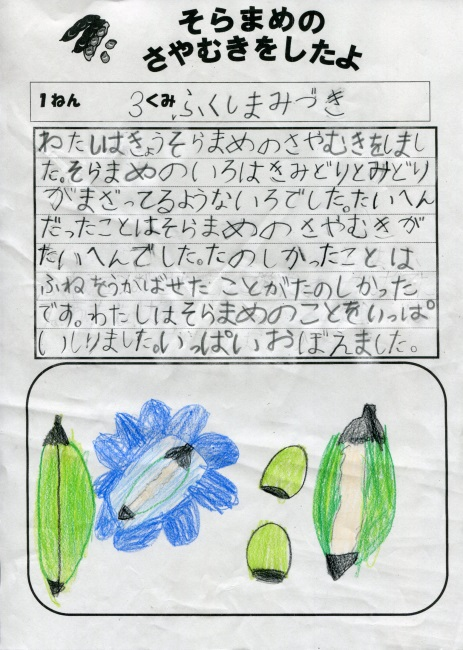 そらまめの
さやむきをしたよ
1ねん 3くみ ふくしまみづき
わたしはきょうそらまめのさやむきをしまし
た。そらまめのいろはきみどりとみどり
がまざってるようないろでした。たいへん
だったことはそらまめのさやむきが
たいへんでした。たのしかったことは
ふねをうかばせたことがたのしかった
です。わたしはそらまめのことをいっぱ
いしりました。いっぱいおぼえました。